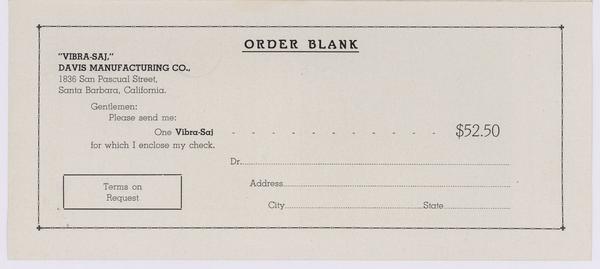 ORDER BLANK
"VIBRA-SAJ,"
DAVIS MANUFACTURING CO.,
1836 San Pascual Street,
Santa Barbara, California.
Gentlemen:
Please send me:
One Vibra-Saj - - - - - - - - - - - - $52.50
for which I enclose my check.
Dr.
Address
City State
Terms on
Request